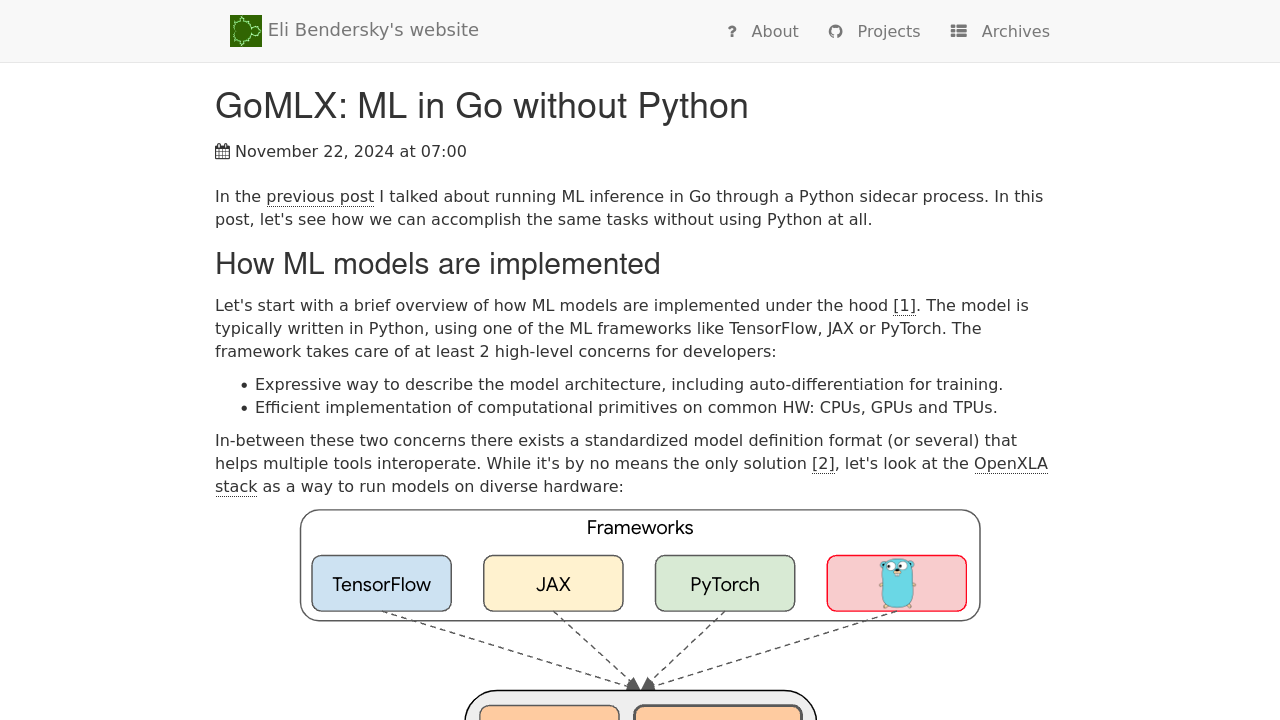 Eli Bendersky's website
About
Projects
Archives
GoMLX: ML in Go without Python
November 22, 2024 at 07:00
In the previous post I talked about running ML inference in Go through a Python sidecar process. In this
post, let's see how we can accomplish the same tasks without using Python at all.
How ML models are implemented
Let's start with a brief overview of how ML models are implemented under the hood [1]. The model is
typically written in Python, using one of the ML frameworks like TensorFlow, JAX or PyTorch. The
framework takes care of at least 2 high-level concerns for developers:
• Expressive way to describe the model architecture, including auto-differentiation for training.
• Efficient implementation of computational primitives on common HW: CPUs, GPUs and TPUs.
In-between these two concerns there exists a standardized model definition format (or several) that
helps multiple tools interoperate. While it's by no means the only solution [2], let's look at the OpenXLA
stack as a way to run models on diverse hardware:
Frameworks
TensorFlow
JAX
PyTorch